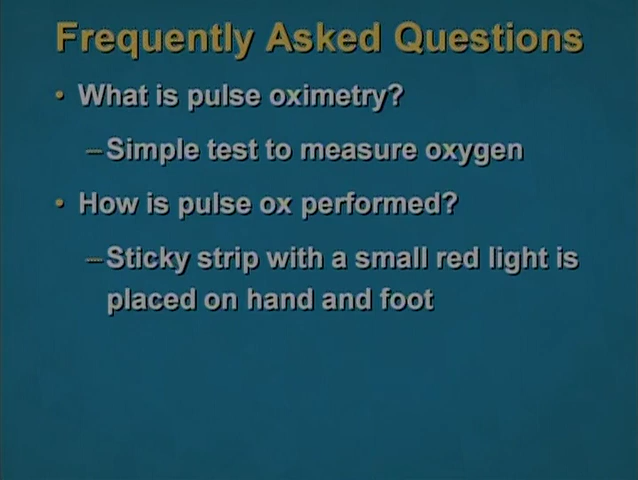 Frequently Asked Questions
• What is pulse oximetry?
–Simple test to measure oxygen
• How is pulse ox performed?
–Sticky strip with a small red light is
placed on hand and foot